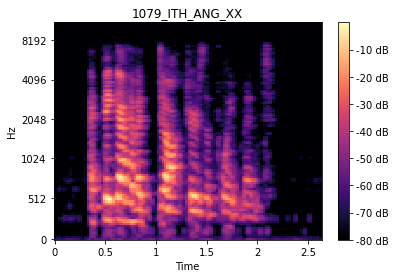 1079_ITH_ANG_XX
8192
4096
2048
1024
512
0
Hz
0
0.5
1
1.5
2
2.5
Time
-10 dB
-20 dB
-30 dB
-40 dB
-50 dB
-60 dB
-70 dB
-80 dB